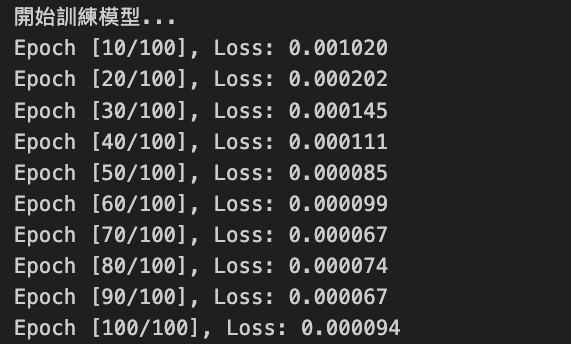 開始訓練模型...
Epoch [10/100], Loss: 0.001020
Epoch [20/100], Loss: 0.000202
Epoch [30/100], Loss: 0.000145
Epoch [40/100], Loss: 0.000111
Epoch [50/100], Loss: 0.000085
Epoch [60/100], Loss: 0.000099
Epoch [70/100], Loss: 0.000067
Epoch [80/100], Loss: 0.000074
Epoch [90/100], Loss: 0.000067
Epoch [100/100], Loss: 0.000094